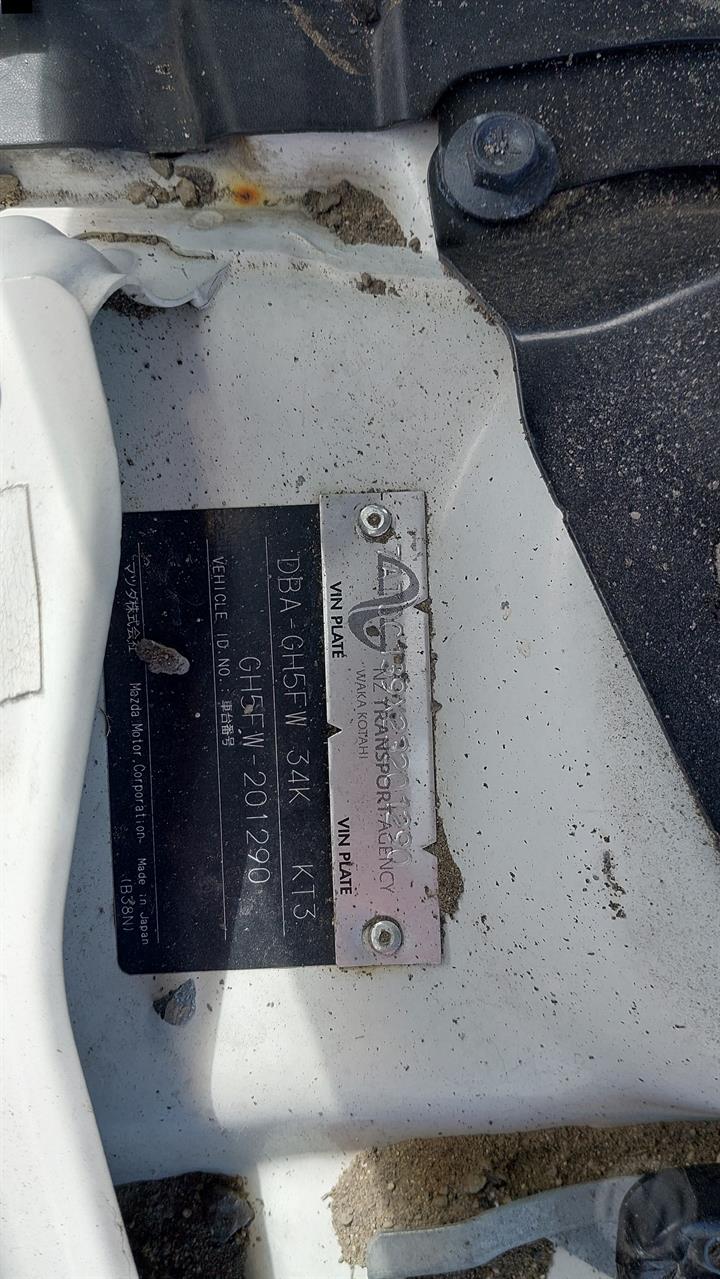 VIN PLATE VIN PLATE
NZ TRANSPORT AGENCY
WAKA KOTAHI
DBA-GH5FW 34K KT3
GH5FW-201290
VEHICLE ID.NO. 車台番号
マツダ株式会社 Mazda Motor Corporation Made in Japan
(B38N)